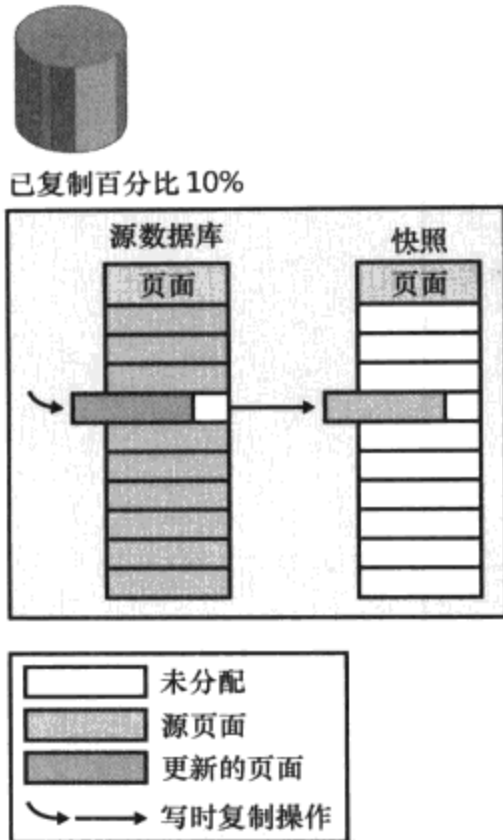 已复制百分比 10%
源数据库
快照
页面
页面
未分配
源页面
更新的页面
写时复制操作